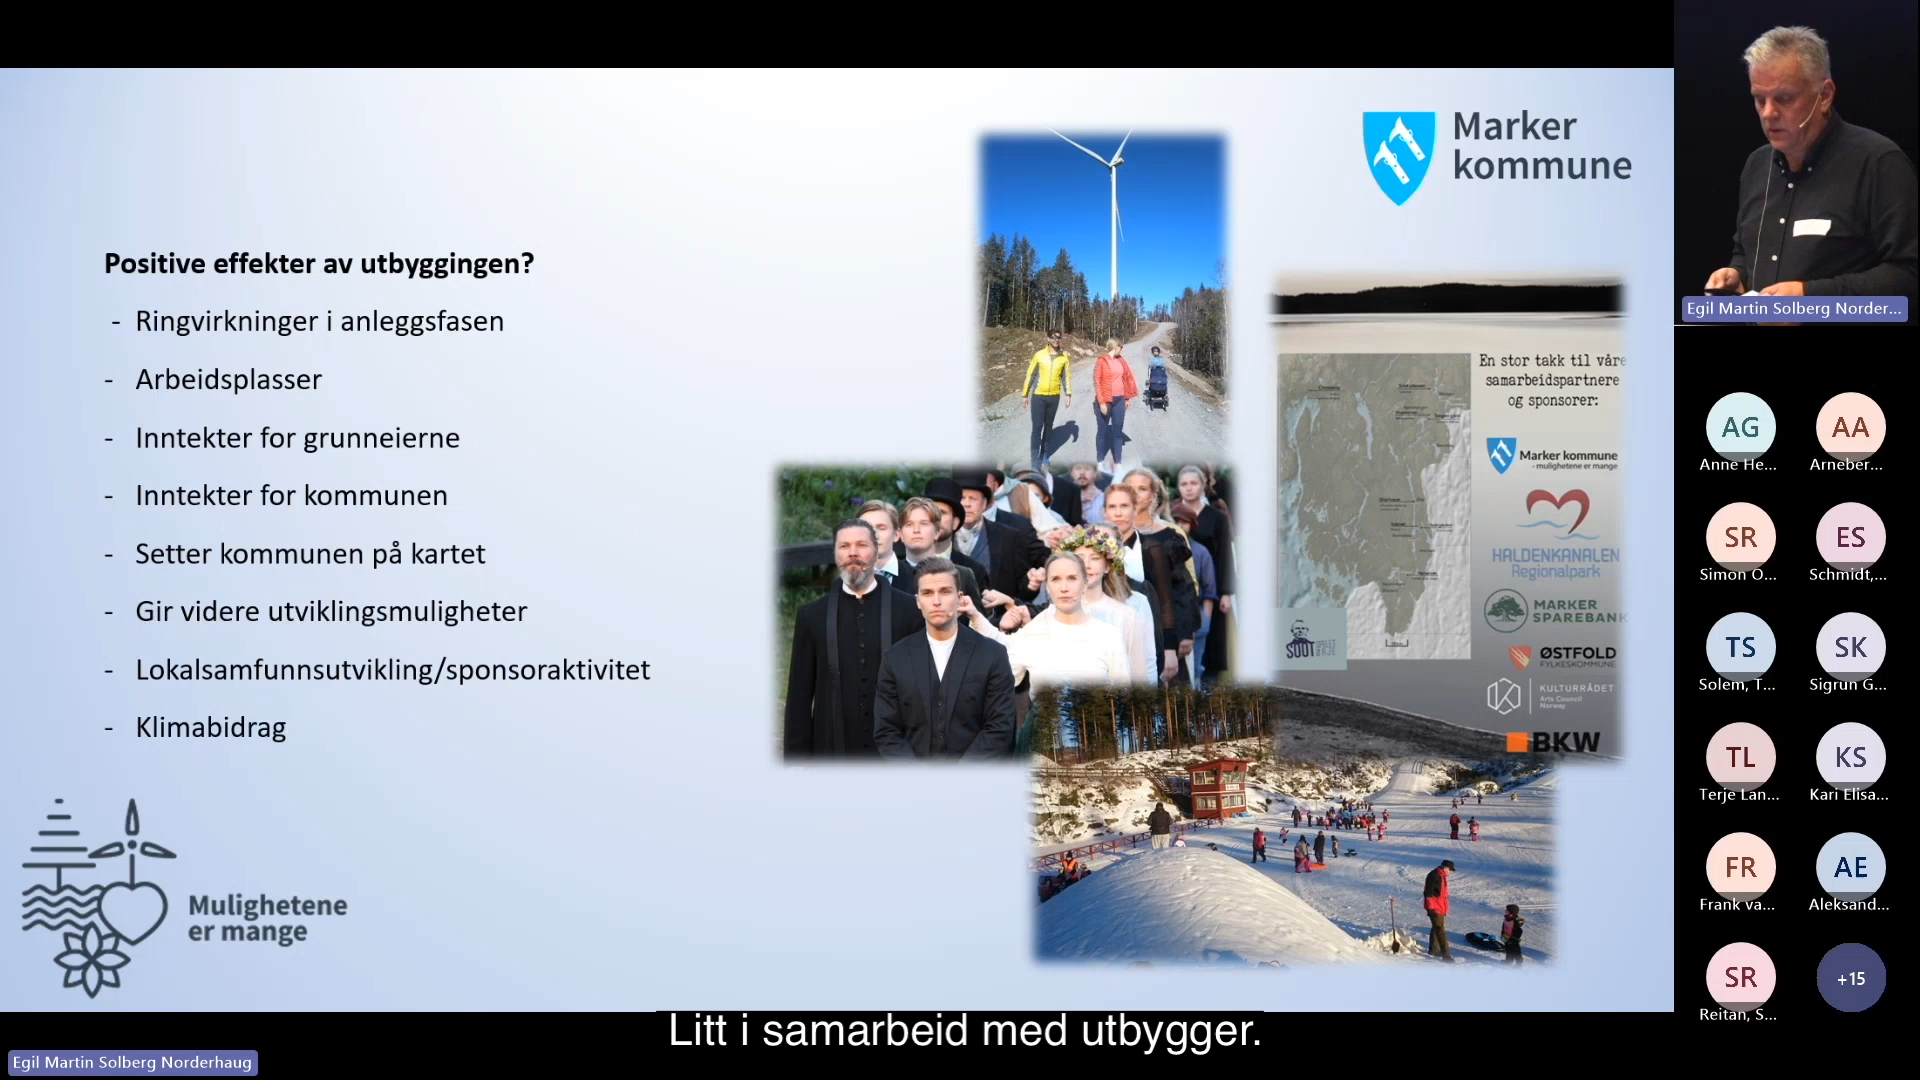 Marker
kommune
Positive effekter av utbyggingen?
- Ringvirkninger i anleggsfasen
- Arbeidsplasser
- Inntekter for grunneierne
- Inntekter for kommunen
- Setter kommunen på kartet
- Gir videre utviklingsmuligheter
- Lokalsamfunnsutvikling/sponsoraktivitet
- Klimabidrag
En stor takk til våre
samarbeidspartnere
og sponsorer:
Marker kommune
- mulighetene er mange
HALDENKANALEN
Regionalpark
MARKER
SPAREBANK
ØSTFOLD
FYLKESKOMMUNE
KULTURRÅDET
Arts Council
Norway
BKW
SOOT
Mulighetene
er mange
Litt i samarbeid med utbygger.
Egil Martin Solberg Norderhaug
Egil Martin Solberg Norder...
AG
Anne He...
AA
Arneber...
SR
Simon O...
ES
Schmidt,...
TS
Solem, T...
SK
Sigrun G...
TL
Terje Lan...
KS
Kari Elisa...
FR
Frank va...
AE
Aleksand...
SR
Reitan, S...
+15